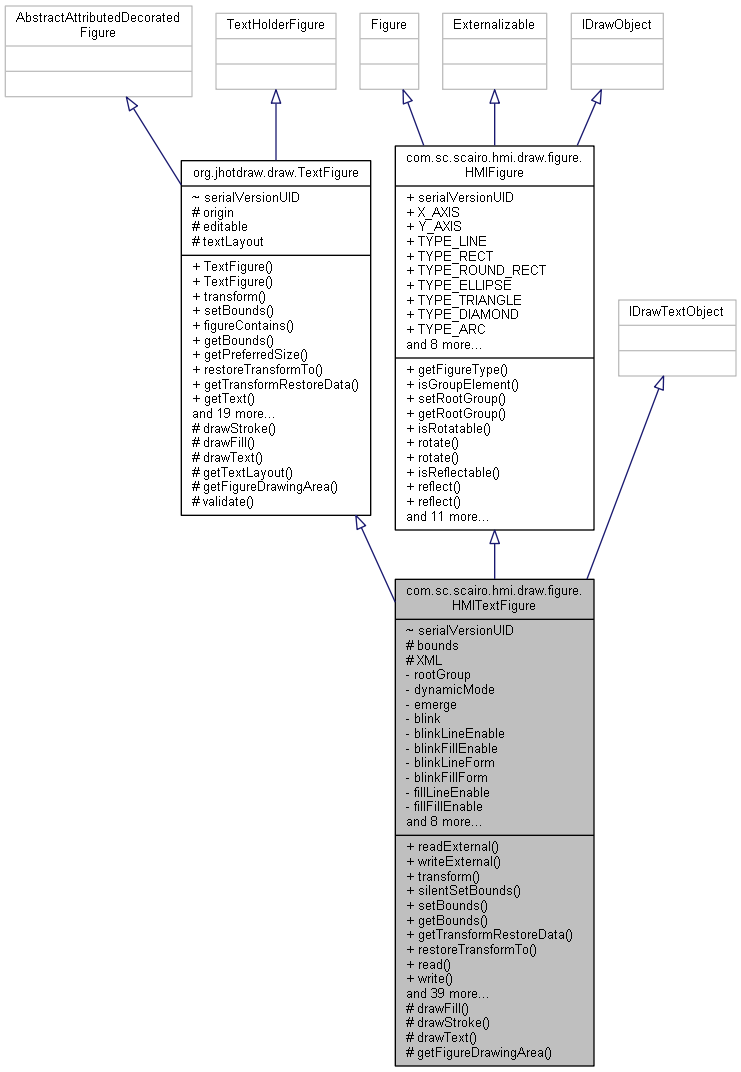 AbstractAttributedDecorated
Figure
TextHolderFigure
Figure
Externalizable
IDrawObject
org.jhotdraw.draw.TextFigure
~ serialVersionUID
# origin
# editable
# textLayout
+ TextFigure()
+ TextFigure()
+ transform()
+ setBounds()
+ figureContains()
+ getBounds()
+ getPreferredSize()
+ restoreTransformTo()
+ getTransformRestoreData()
+ getText()
and 19 more...
# drawStroke()
# drawFill()
# drawText()
# getTextLayout()
# getFigureDrawingArea()
# validate()
com.sc.scairo.hmi.draw.figure.
HMIFigure
+ serialVersionUID
+ X_AXIS
+ Y_AXIS
+ TYPE_LINE
+ TYPE_RECT
+ TYPE_ROUND_RECT
+ TYPE_ELLIPSE
+ TYPE_TRIANGLE
+ TYPE_DIAMOND
+ TYPE_ARC
and 8 more...
+ getFigureType()
+ isGroupElement()
+ setRootGroup()
+ getRootGroup()
+ isRotatable()
+ rotate()
+ rotate()
+ isReflectable()
+ reflect()
+ reflect()
and 11 more...
IDrawTextObject
com.sc.scairo.hmi.draw.figure.
HMITextFigure
~ serialVersionUID
# bounds
# XML
- rootGroup
- dynamicMode
- emerge
- blink
- blinkLineEnable
- blinkFillEnable
- blinkLineForm
- blinkFillForm
- fillLineEnable
- fillFillEnable
and 8 more...
+ readExternal()
+ writeExternal()
+ transform()
+ silentSetBounds()
+ setBounds()
+ getBounds()
+ getTransformRestoreData()
+ restoreTransformTo()
+ read()
+ write()
and 39 more...
# drawFill()
# drawStroke()
# drawText()
# getFigureDrawingArea()